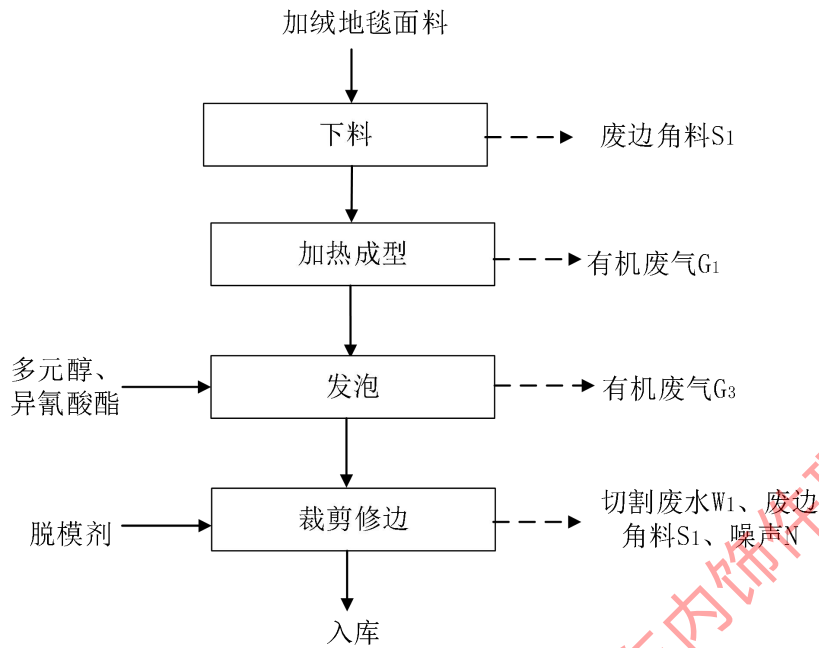 加绒地毯面料
下料
废边角料S1
加热成型
有机废气G1
多元醇、
异氰酸酯
发泡
有机废气G3
脱模剂
裁剪修边
切割废水W1、废边
角料S1、噪声N
入库
内饰件